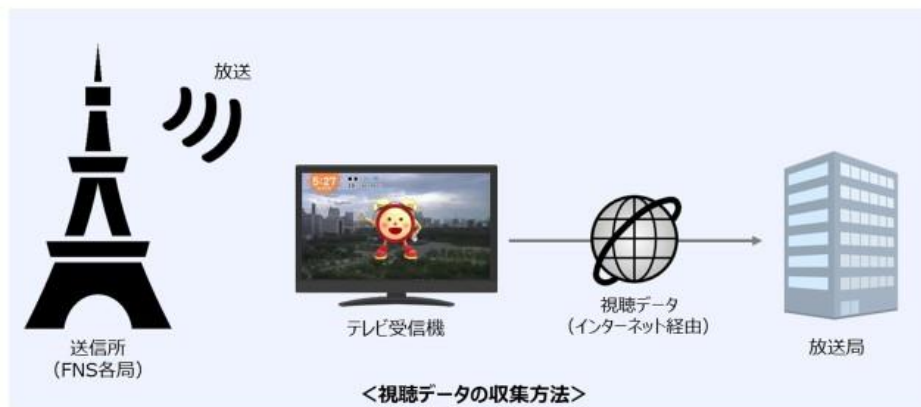 放送
5:27
テレビ受信機
視聴データ
（インターネット経由）
送信所
（FNS各局）
放送局
＜視聴データの収集方法＞